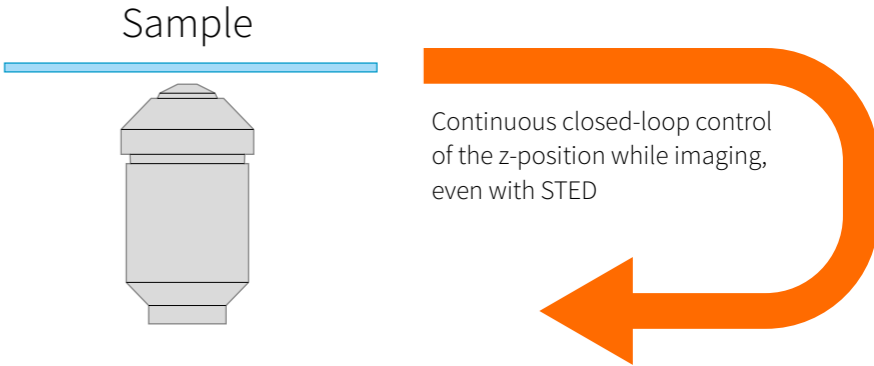 Sample
Continuous closed-loop control
of the z-position while imaging,
even with STED